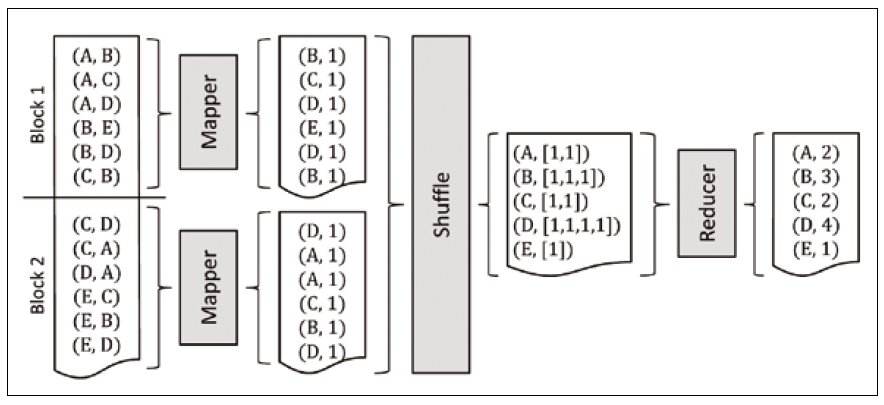 Block 1
(A, B)
(A, C)
(A, D)
(B, E)
(B, D)
(C, B)
Mapper
(B, 1)
(C, 1)
(D, 1)
(E, 1)
(D, 1)
(B, 1)
Block 2
(C, D)
(C, A)
(D, A)
(E, C)
(E, B)
(E, D)
Mapper
(D, 1)
(A, 1)
(A, 1)
(C, 1)
(B, 1)
(D, 1)
Shuffle
(A, [1,1])
(B, [1,1,1])
(C, [1,1])
(D, [1,1,1,1])
(E, [1])
Reducer
(A, 2)
(B, 3)
(C, 2)
(D, 4)
(E, 1)